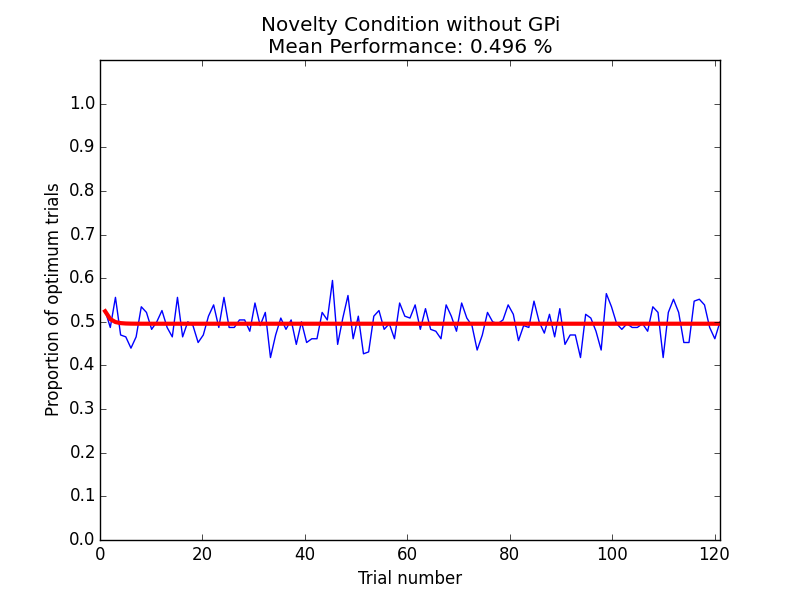 Novelty Condition without GPi
Mean Performance: 0.496 %
1.0
0.9
0.8
0.7
0.6
0.5
0.4
0.3
0.2
0.1
0.0
Proportion of optimum trials
0 20 40 60 80 100 120
Trial number